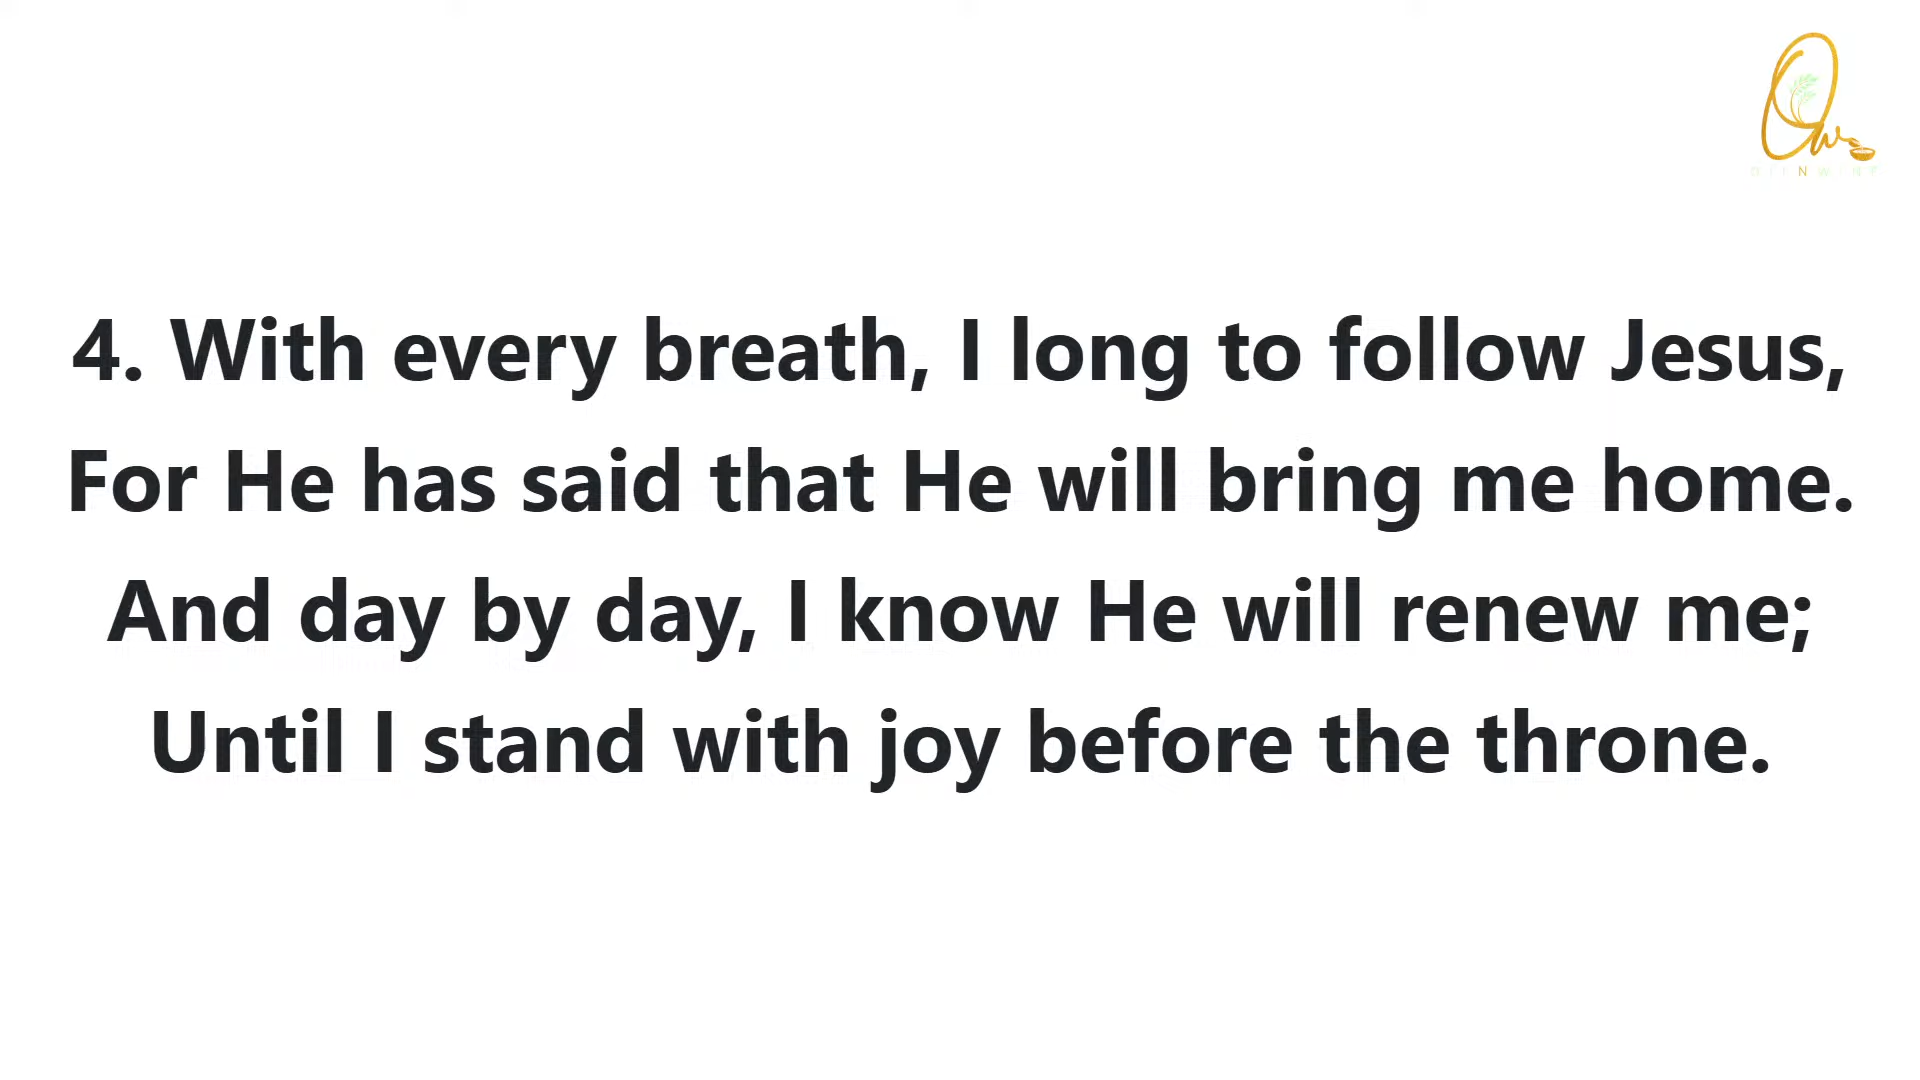 4. With every breath, I long to follow Jesus,
For He has said that He will bring me home.
And day by day, I know He will renew me;
Until I stand with joy before the throne.